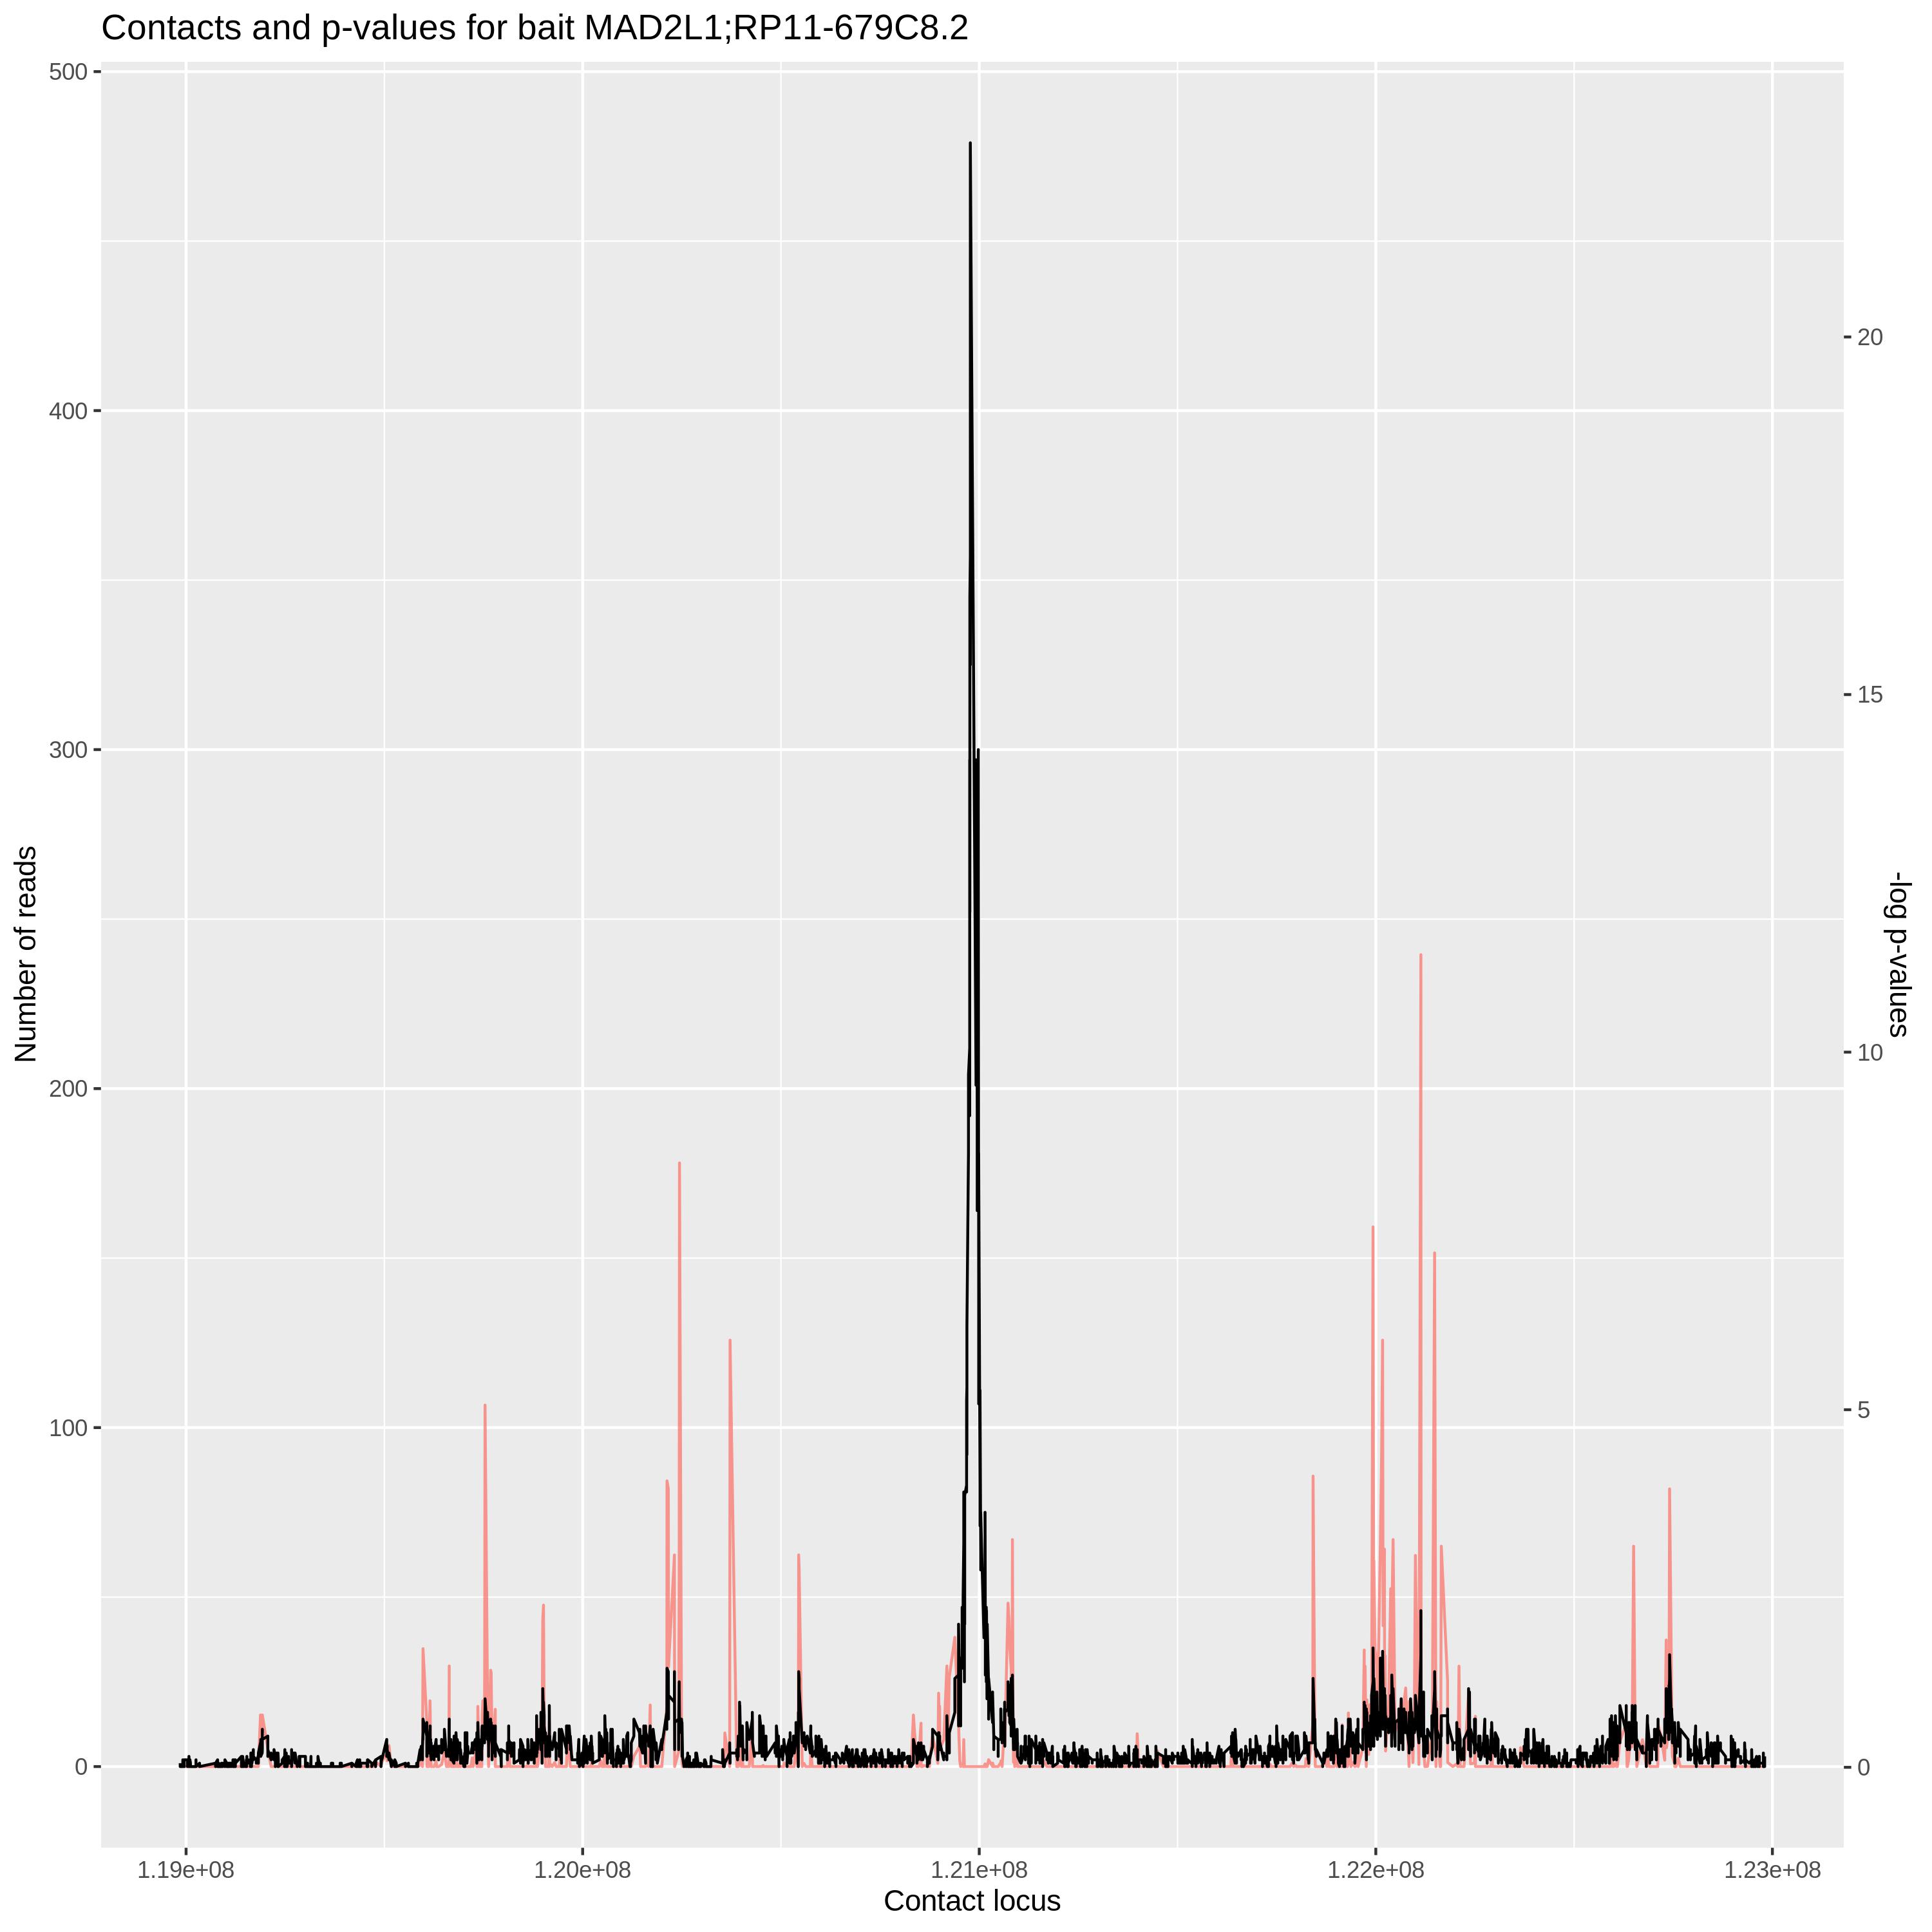 Contacts and p-values for bait MAD2L1;RP11-679C8.2
500
400
300
200
100
0
Number of reads
20
15
10
5
0
-log p-values
1.19e+08 1.20e+08 1.21e+08 1.22e+08 1.23e+08
Contact locus